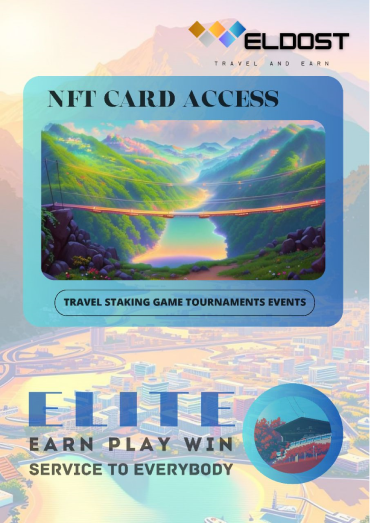 ELDOST
TRAVEL AND EARN
NFT CARD ACCESS
TRAVEL STAKING GAME TOURNAMENTS EVENTS
ELITE
EARN PLAY WIN
SERVICE TO EVERYBODY